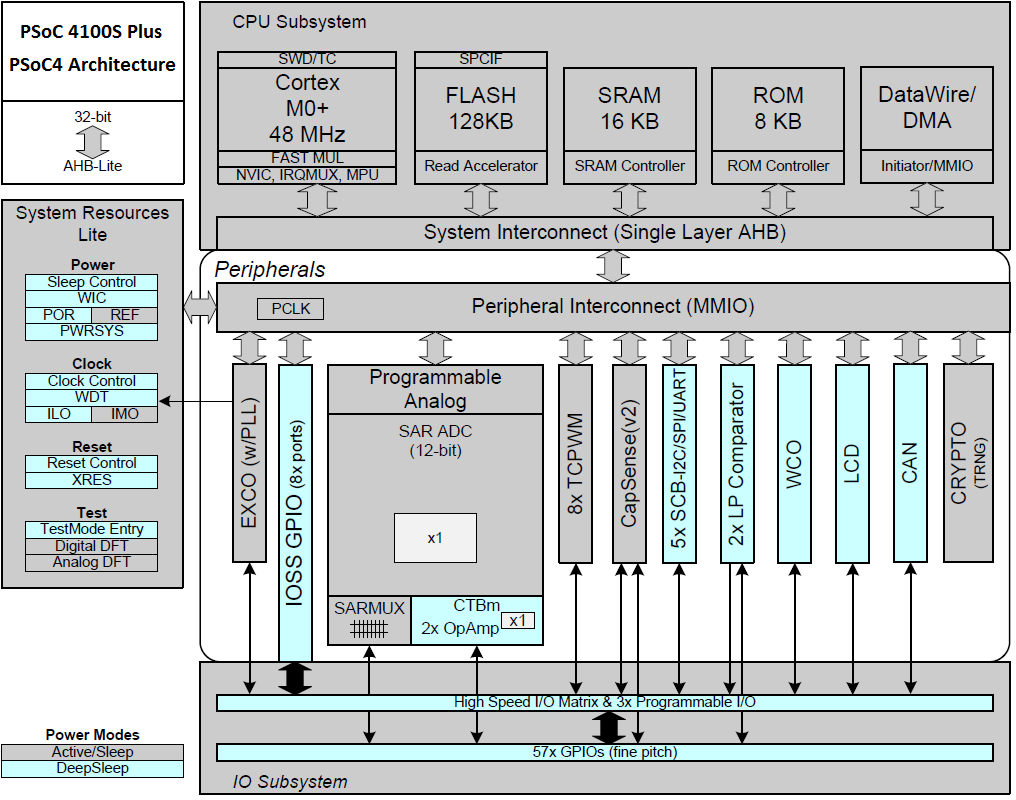 PSoC 4100S Plus
PSoC4 Architecture
32-bit
AHB-Lite
CPU Subsystem
SWD/TC
Cortex
M0+
48 MHz
FAST MUL
NVIC, IRQMUX, MPU
SPCIF
FLASH
128KB
Read Accelerator
SRAM
16 KB
SRAM Controller
ROM
8 KB
ROM Controller
DataWire/
DMA
Initiator/MMIO
System Interconnect (Single Layer AHB)
System Resources
Lite
Power
Sleep Control
WIC
POR REF
PWRSYS
Clock
Clock Control
WDT
ILO IMO
Reset
Reset Control
XRES
Test
TestMode Entry
Digital DFT
Analog DFT
Peripherals
PCLK
Peripheral Interconnect (MMIO)
EXCO (w/PLL)
IOSS GPIO (8x ports)
Programmable
Analog
SAR ADC
(12-bit)
x1
SARMUX
CTBm
2x OpAmp
x1
8x TCPWM
CapSense(v2)
5x SCB-I2C/SPI/UART
2x LP Comparator
WCO
LCD
CAN
CRYPTO
(TRNG)
High Speed I/O Matrix & 3x Programmable I/O
57x GPIOs (fine pitch)
IO Subsystem
Power Modes
Active/Sleep
DeepSleep